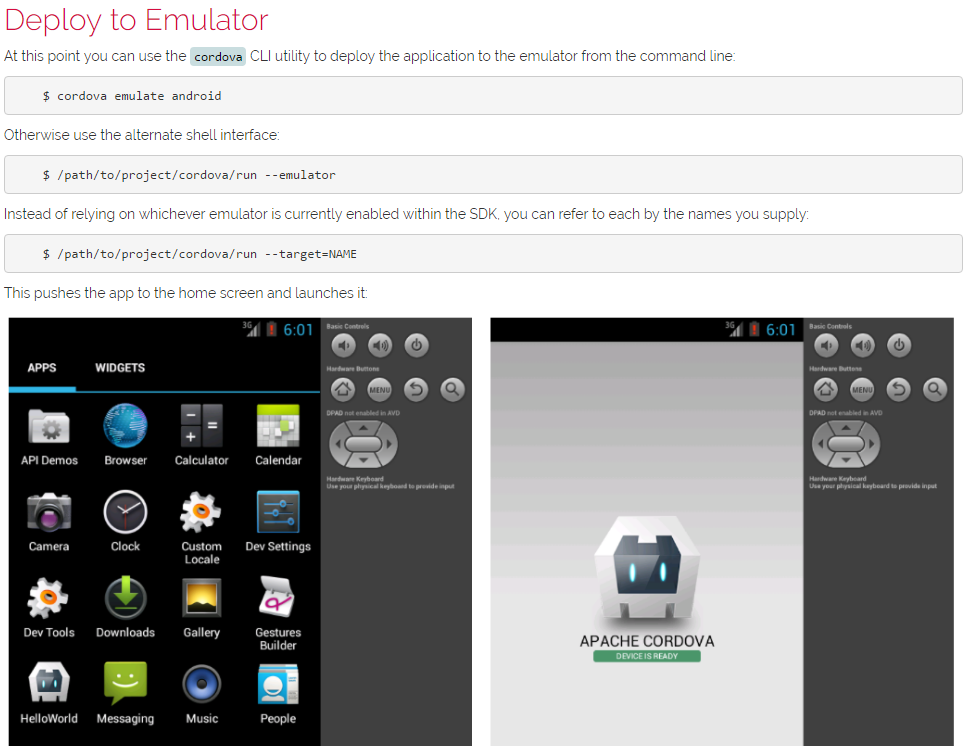 Deploy to Emulator
At this point you can use the cordova CLI utility to deploy the application to the emulator from the command line:
$ cordova emulate android
Otherwise use the alternate shell interface:
$ /path/to/project/cordova/run --emulator
Instead of relying on whichever emulator is currently enabled within the SDK, you can refer to each by the names you supply:
$ /path/to/project/cordova/run --target=NAME
This pushes the app to the home screen and launches it:
3G 6:01
APPS WIDGETS
API Demos Browser Calculator Calendar
Camera Clock Custom Dev Settings
Locale
Dev Tools Downloads Gallery Gestures
Builder
HelloWorld Messaging Music People
Basic Controls
Hardware Buttons
MENU
DPAD not enabled in AVD
Hardware Keyboard
Use your physical keyboard to provide input
3G 6:01
APACHE CORDOVA
DEVICE IS READY
Basic Controls
Hardware Buttons
MENU
DPAD not enabled in AVD
Hardware Keyboard
Use your physical keyboard to provide input